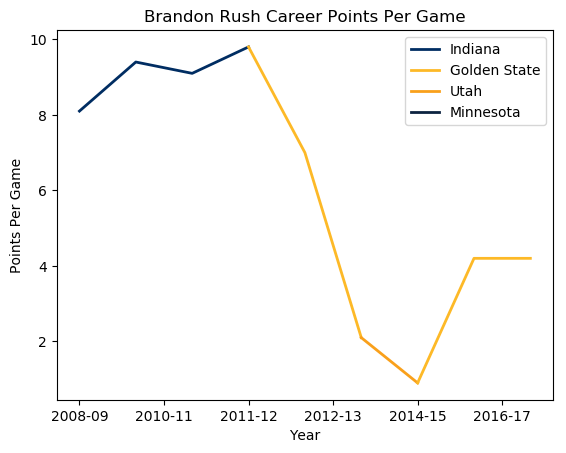 Brandon Rush Career Points Per Game
Indiana
Golden State
Utah
Minnesota
Points Per Game
10
8
6
4
2
2008-09 2010-11 2011-12 2012-13 2014-15 2016-17
Year